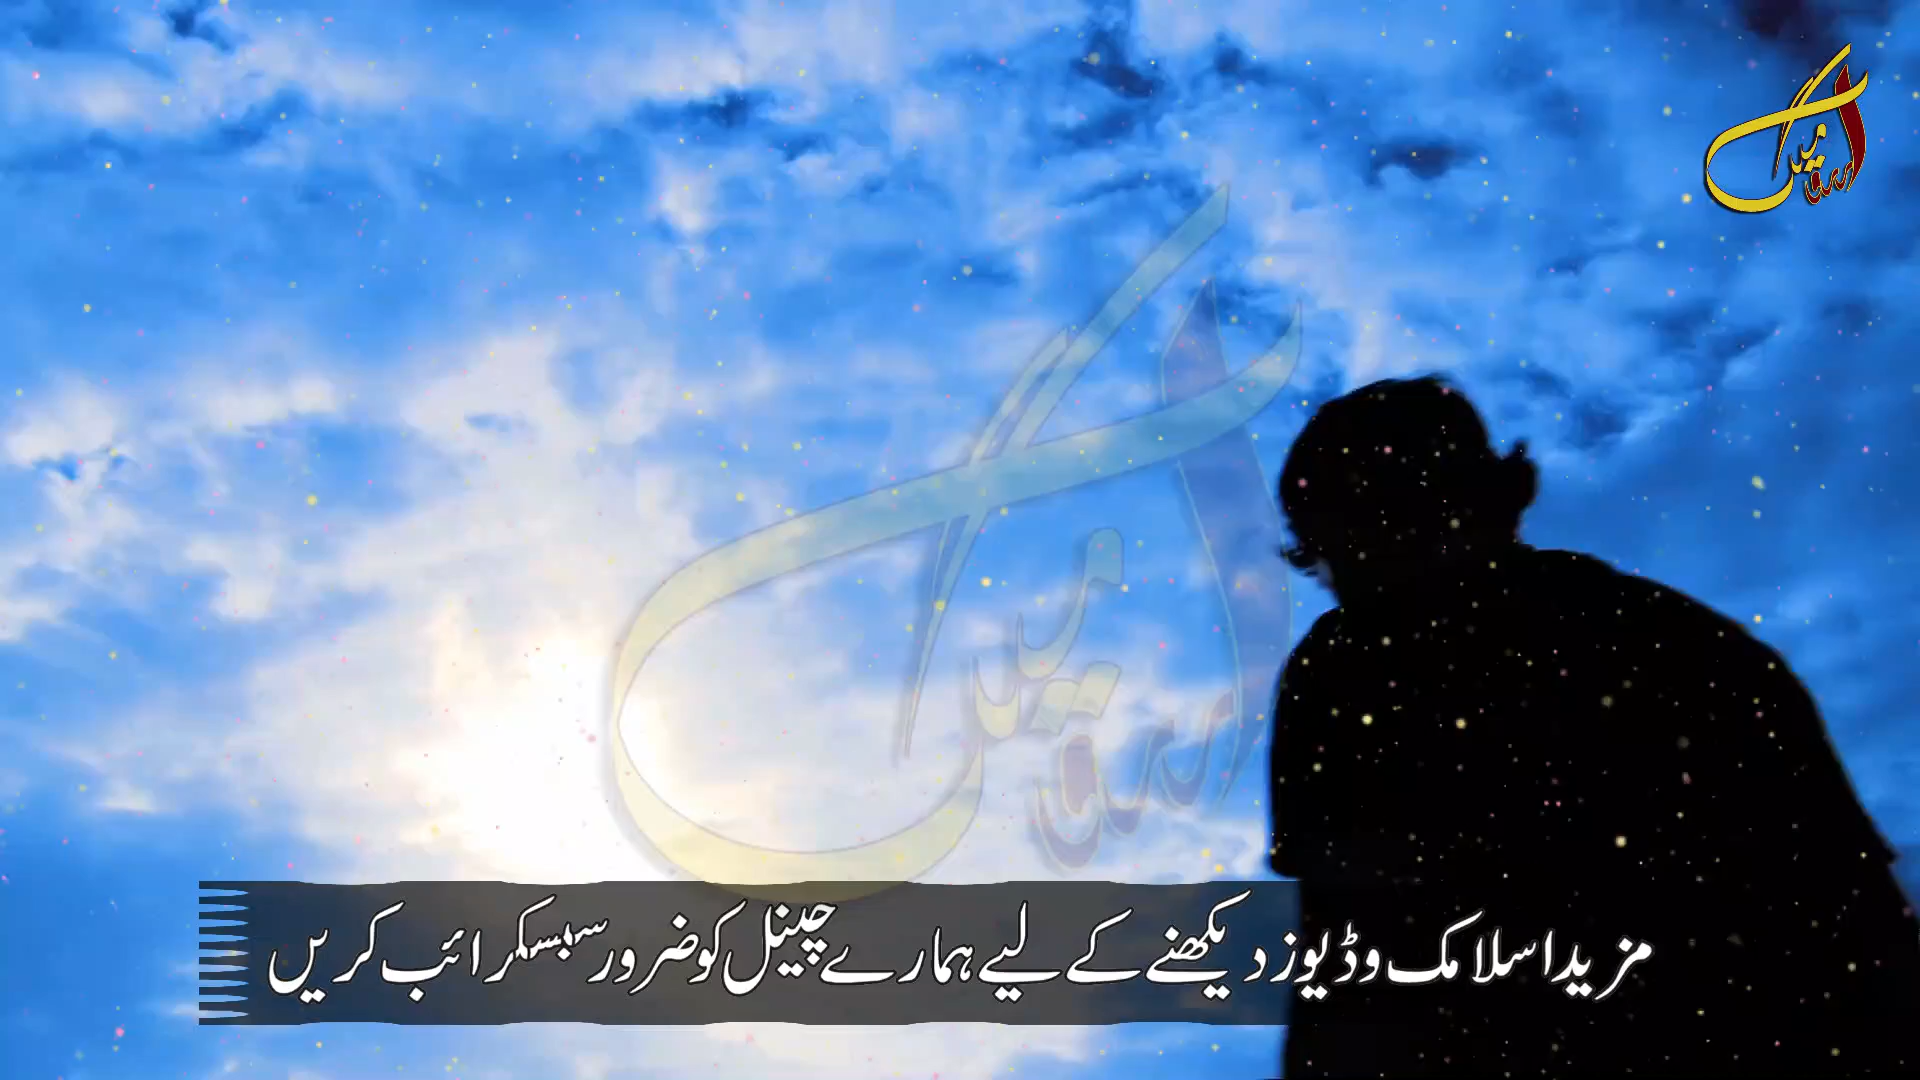 مزید اسلامک وڈیوز دیکھنے کے لیے ہمارے چینل کو ضرور سبسکرائب کریں